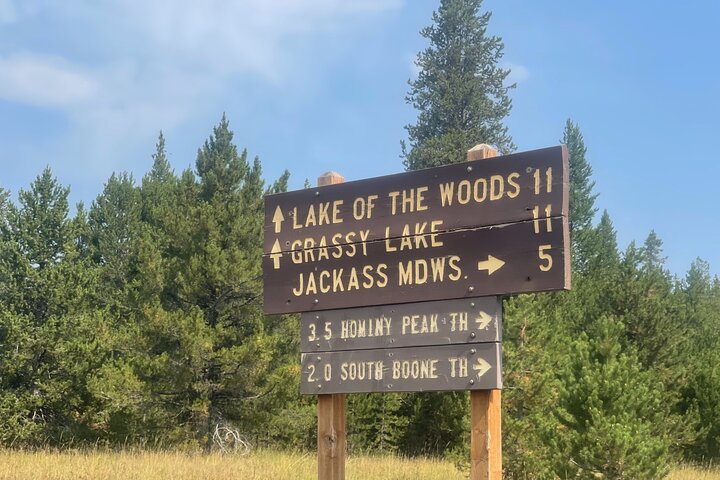 ↑ LAKE OF THE WOODS 11
↑ GRASSY LAKE 11
JACKASS MDWS. → 5
3.5 HOMINY PEAK TH →
2.0 SOUTH BOONE TH →